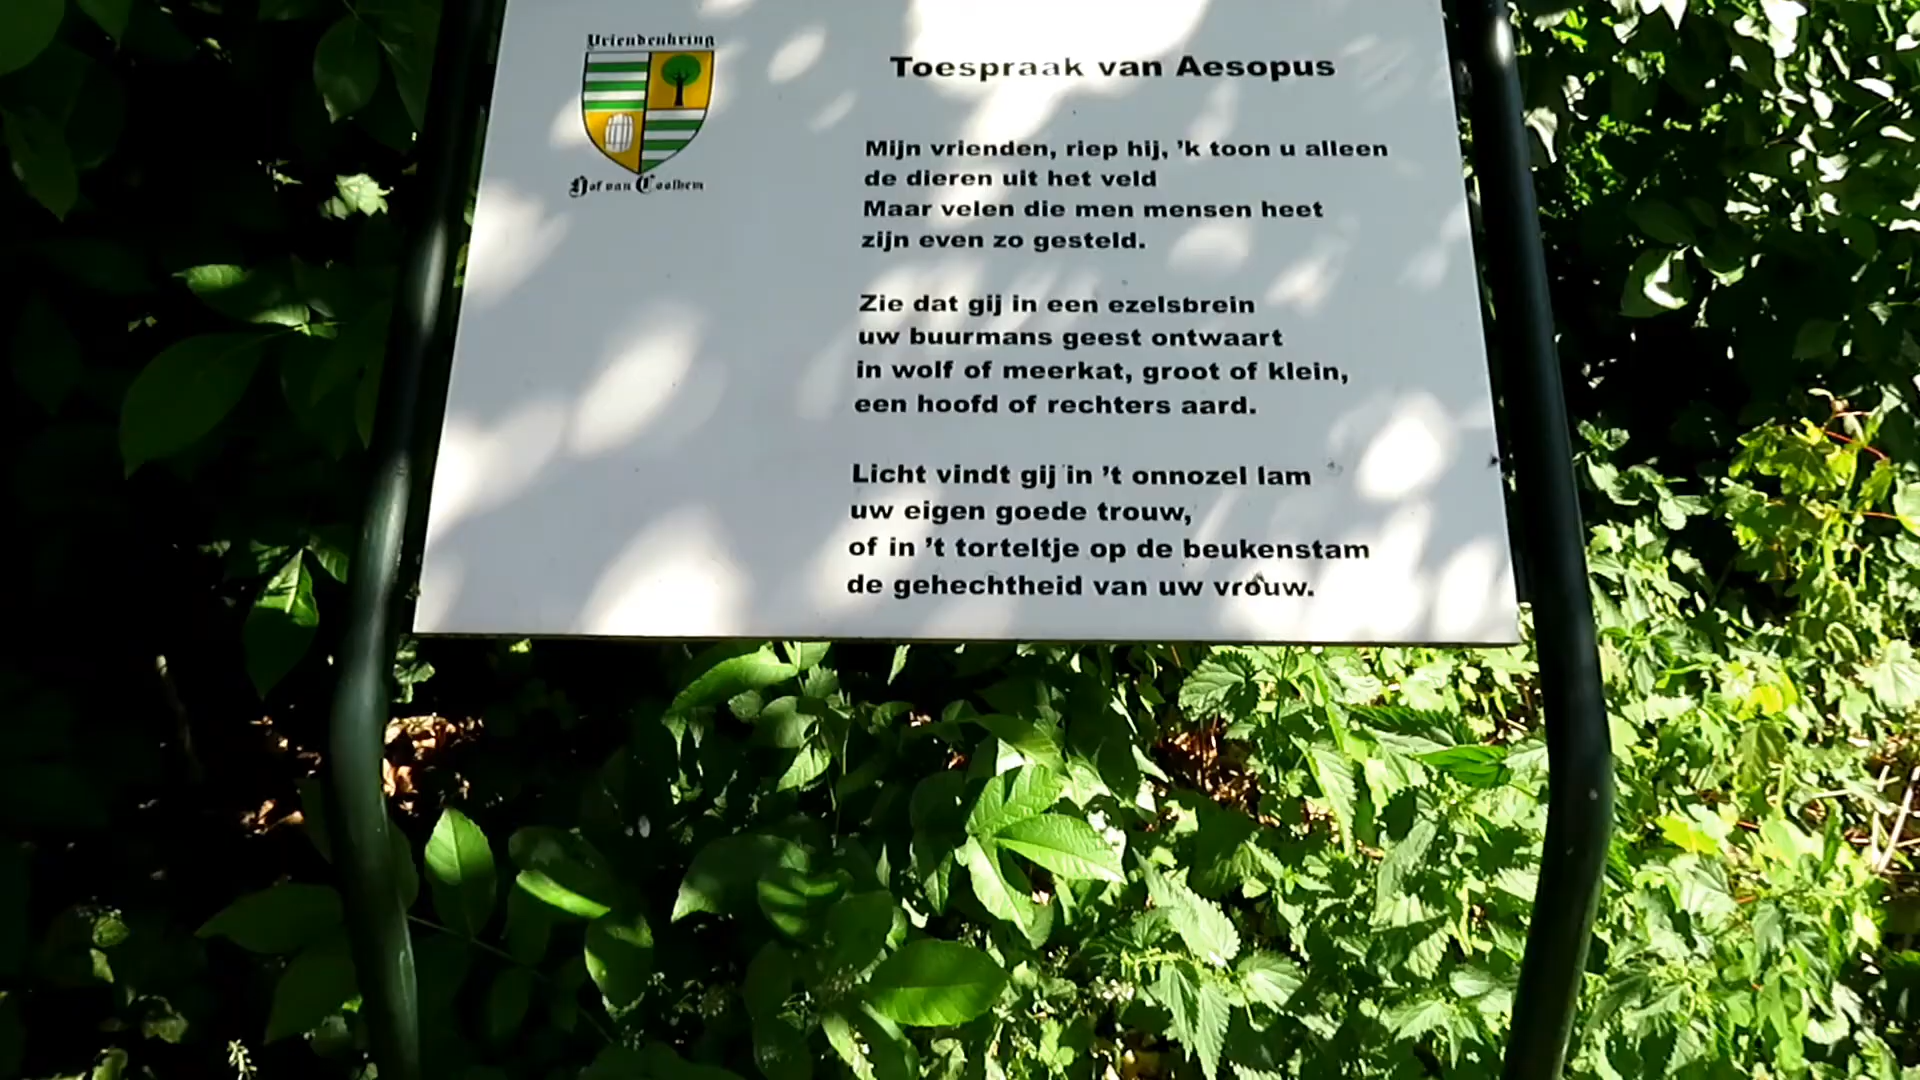 Vriendenkring
Hof van Coolhem
Toespraak van Aesopus
Mijn vrienden, riep hij, ’k toon u alleen
de dieren uit het veld
Maar velen die men mensen heet
zijn even zo gesteld.
Zie dat gij in een ezelsbrein
uw buurmans geest ontwaart
in wolf of meerkat, groot of klein,
een hoofd of rechters aard.
Licht vindt gij in ’t onnozel lam
uw eigen goede trouw,
of in ’t torteltje op de beukenstam
de gehechtheid van uw vrouw.